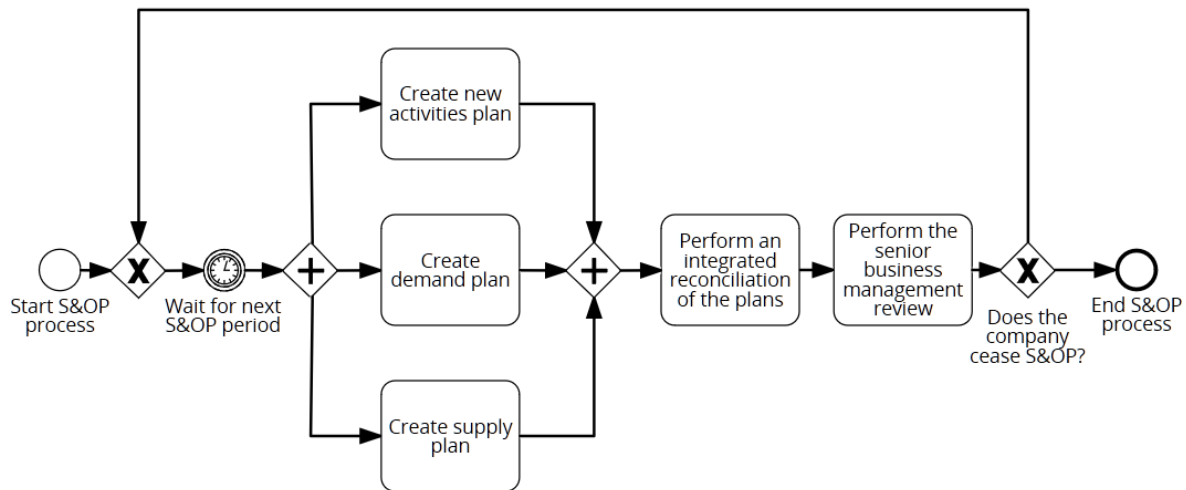 Create new
activities plan
Start S&OP
process
Wait for next
S&OP period
Create
demand plan
Create supply
plan
Perform an
integrated
reconciliation
of the plans
Perform the
senior
business
management
review
Does the
company
cease S&OP?
End S&OP
process